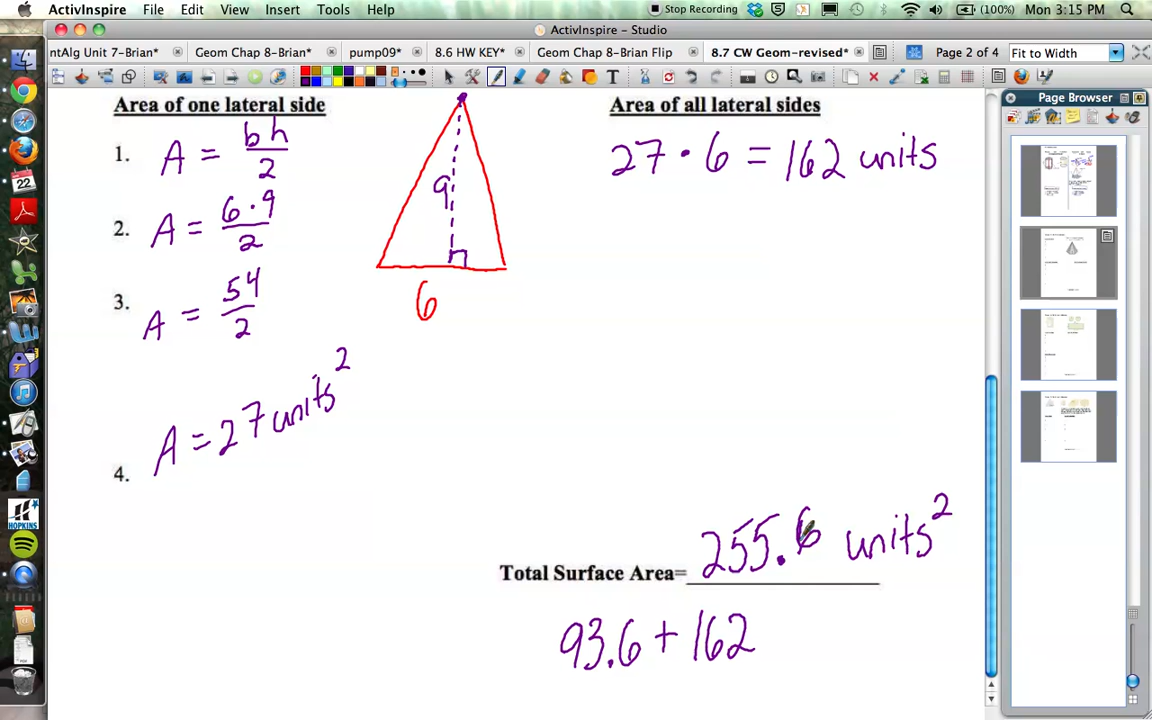 ActivInspire File Edit View Insert Tools Help Stop Recording (100%) Mon 3:15 PM
ActivInspire - Studio
ntAlg Unit 7-Brian* Geom Chap 8-Brian* pump09* 8.6 HW KEY* Geom Chap 8-Brian Flip 8.7 CW Geom-revised* Page 2 of 4 Fit to Width
Page Browser
Area of one lateral side
1. A = bh/2
2. A = 6·9/2
3. A = 54/2
4. A = 27 units²
9
6
Area of all lateral sides
27 · 6 = 162 units
Total Surface Area= 255.6 units²
93.6 + 162
22
HOPKINS